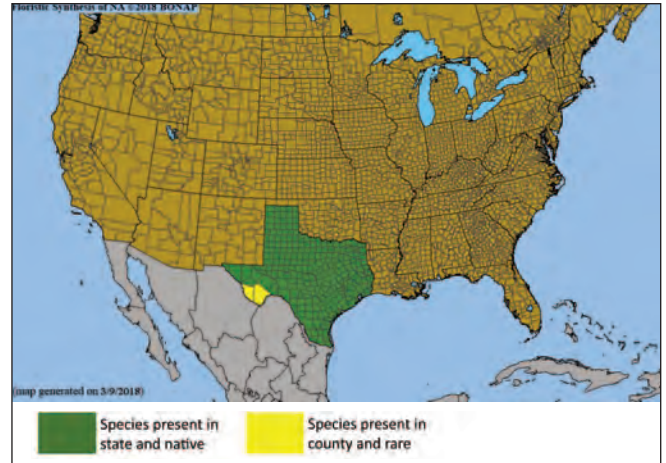 Floristic Synthesis of NA ©2018 BONAP
(map generated on 3/9/2018)
Species present in
state and native
Species present in
county and rare